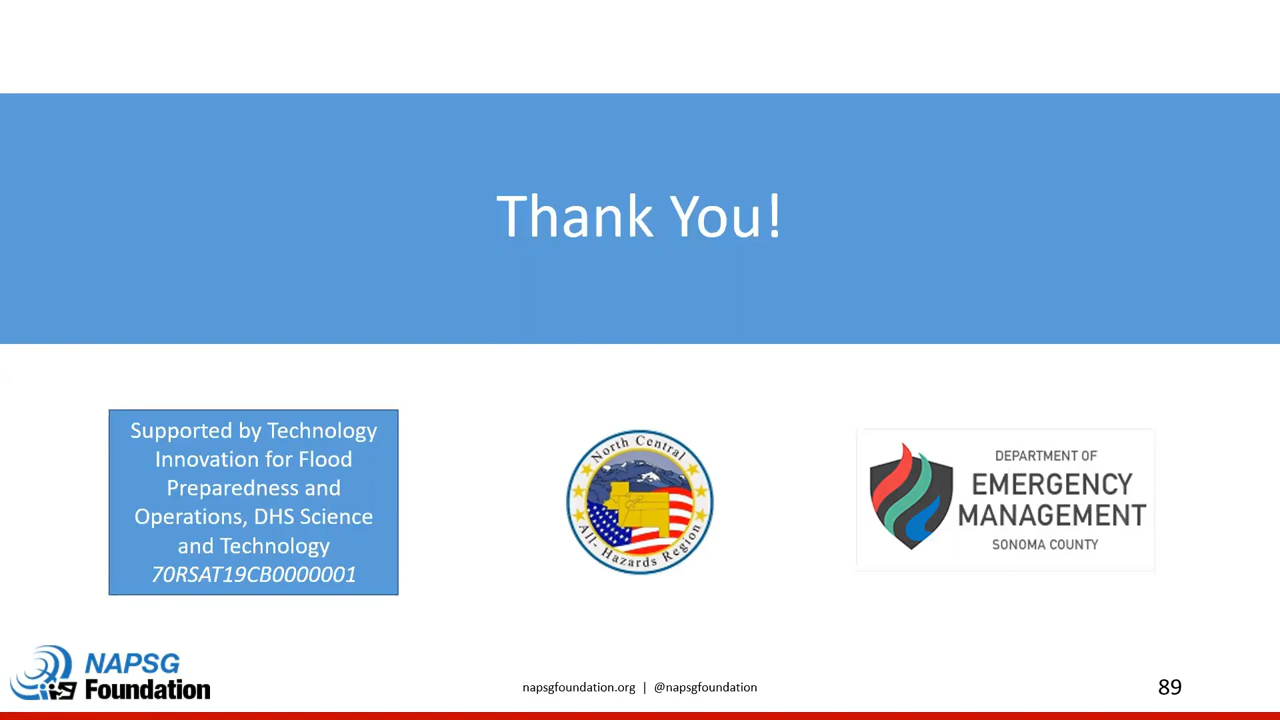 Thank You!
Supported by Technology
Innovation for Flood
Preparedness and
Operations, DHS Science
and Technology
70RSAT19CB0000001
North Central
All- Hazards Region
DEPARTMENT OF
EMERGENCY
MANAGEMENT
SONOMA COUNTY
NAPSG
Foundation
napsgfoundation.org | @napsgfoundation
89